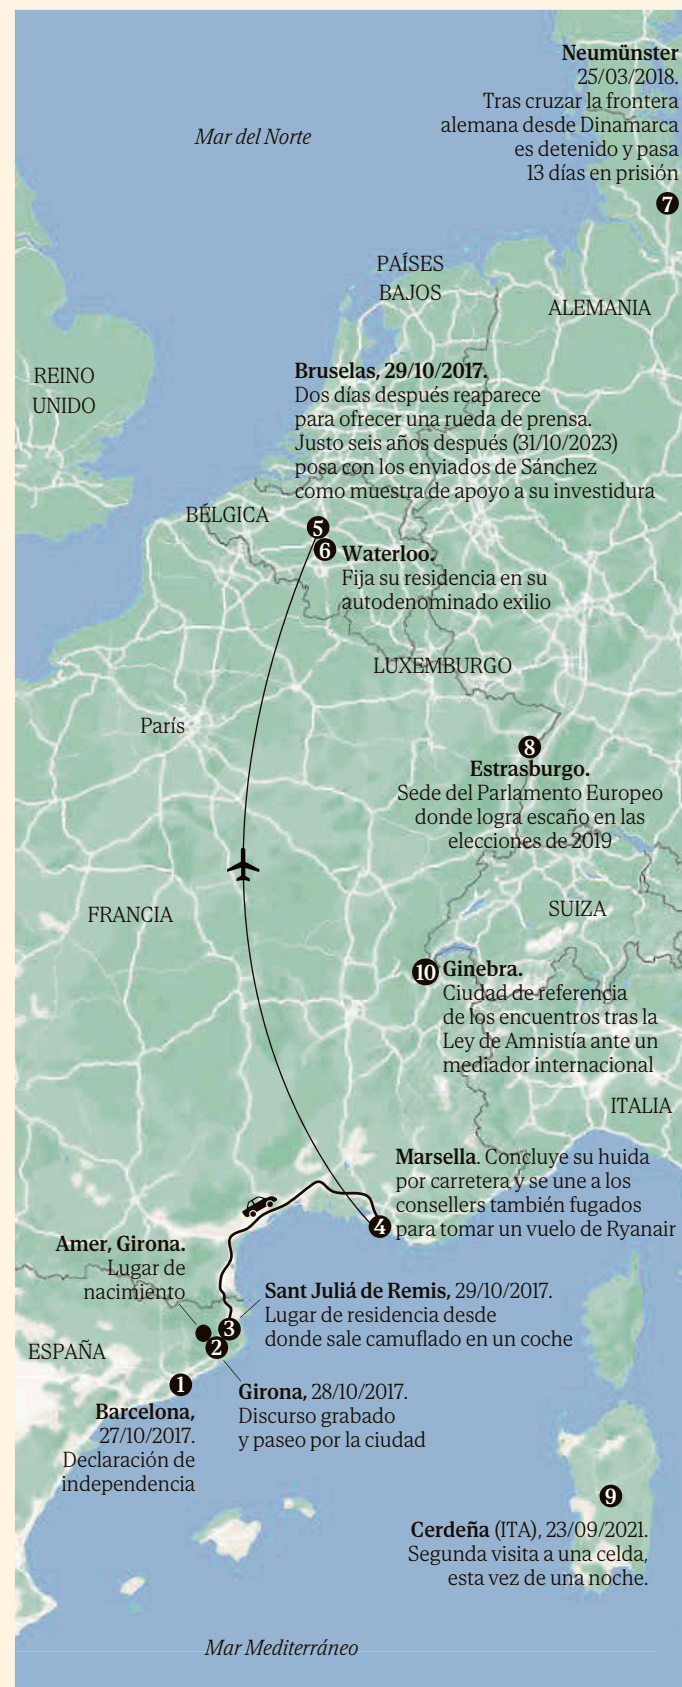 Neumünster
25/03/2018.
Tras cruzar la frontera
alemana desde Dinamarca
es detenido y pasa
13 días en prisión
7
Mar del Norte
PAÍSES
BAJOS
ALEMANIA
REINO
UNIDO
Bruselas, 29/10/2017.
Dos días después reaparece
para ofrecer una rueda de prensa.
Justo seis años después (31/10/2023)
posa con los enviados de Sánchez
como muestra de apoyo a su investidura
BÉLGICA
5
6
Waterloo.
Fija su residencia en su
autodenominado exilio
LUXEMBURGO
París
8
Estrasburgo.
Sede del Parlamento Europeo
donde logra escaño en las
elecciones de 2019
FRANCIA
SUIZA
10
Ginebra.
Ciudad de referencia
de los encuentros tras la
Ley de Amnistía ante un
mediador internacional
ITALIA
Marsella. Concluye su huida
por carretera y se une a los
consellers también fugados
para tomar un vuelo de Ryanair
4
Amer, Girona.
Lugar de
nacimiento
Sant Juliá de Remis, 29/10/2017.
Lugar de residencia desde
donde sale camuflado en un coche
3
2
ESPAÑA
1
Girona, 28/10/2017.
Discurso grabado
y paseo por la ciudad
Barcelona,
27/10/2017.
Declaración de
independencia
9
Cerdeña (ITA), 23/09/2021.
Segunda visita a una celda,
esta vez de una noche.
Mar Mediterráneo